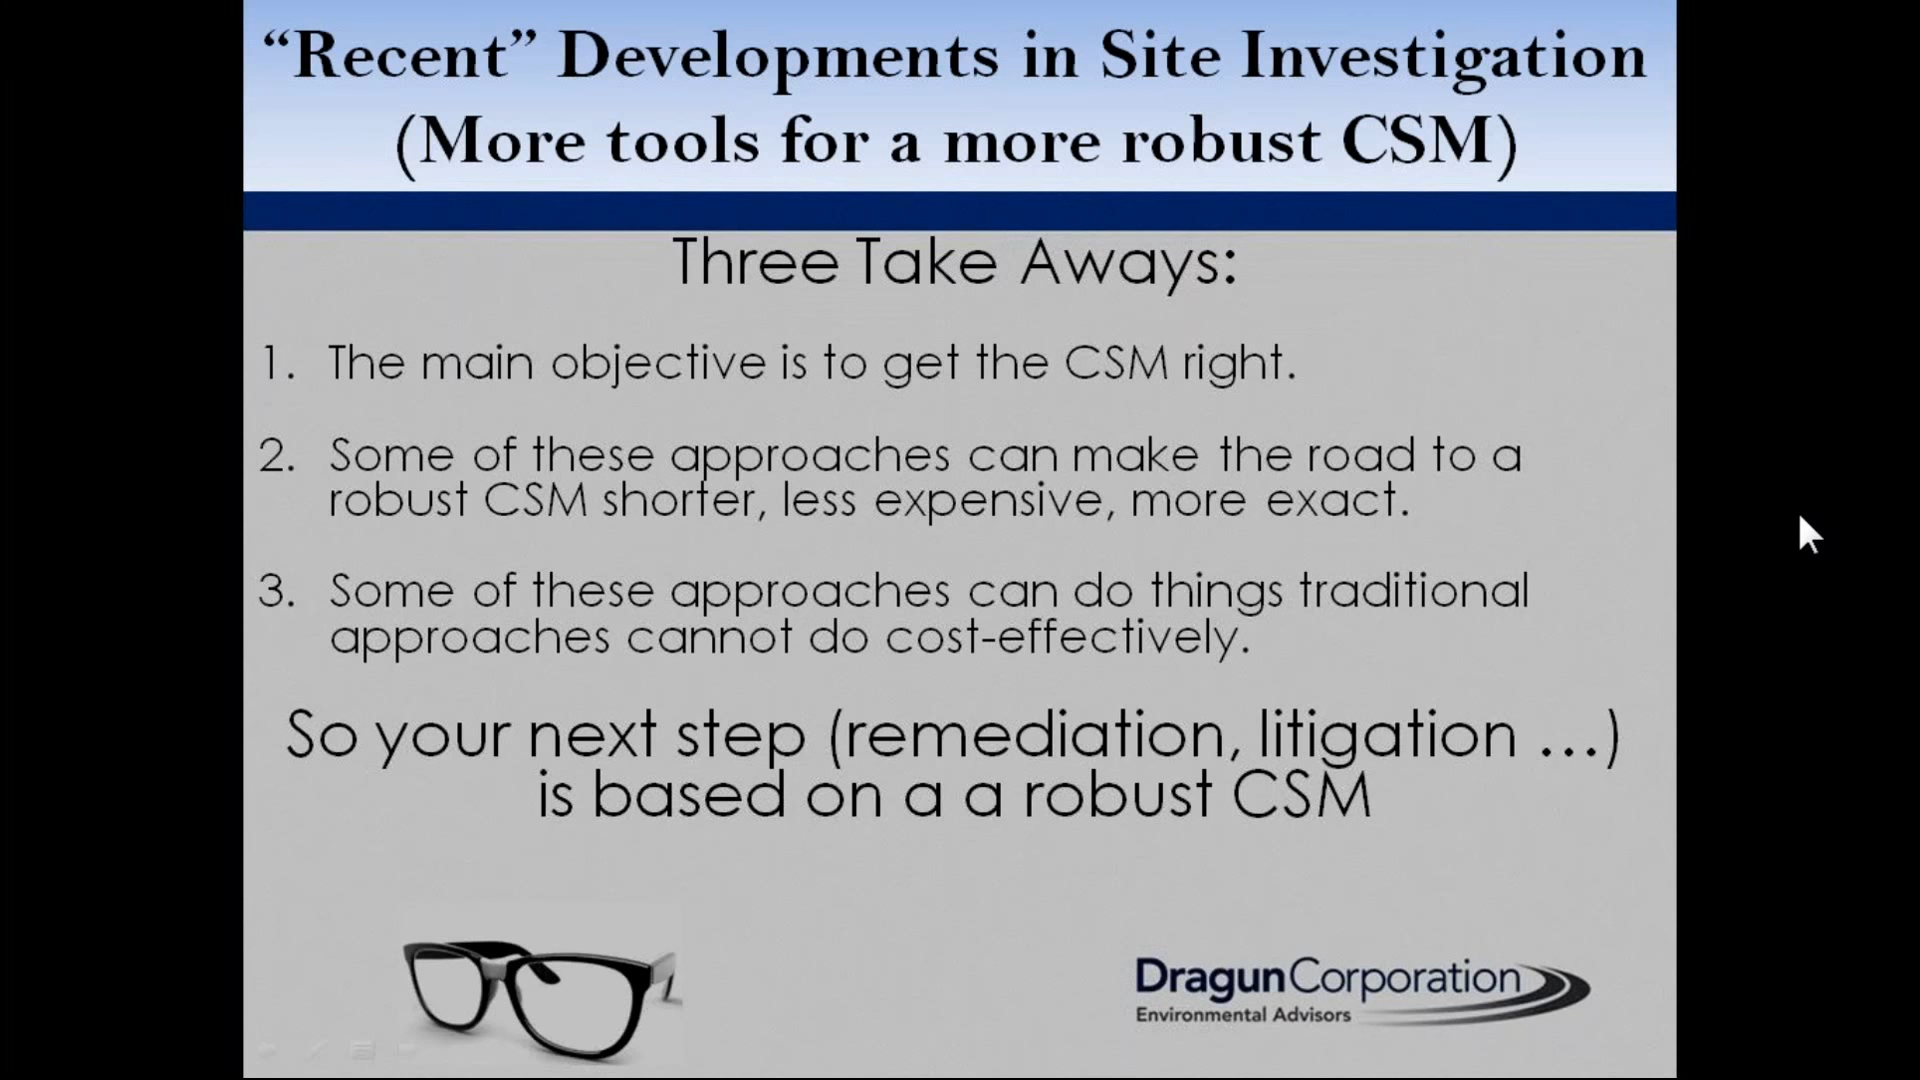 “Recent” Developments in Site Investigation
(More tools for a more robust CSM)
Three Take Aways:
1. The main objective is to get the CSM right.
2. Some of these approaches can make the road to a
robust CSM shorter, less expensive, more exact.
3. Some of these approaches can do things traditional
approaches cannot do cost-effectively.
So your next step (remediation, litigation …)
is based on a a robust CSM
DragunCorporation
Environmental Advisors